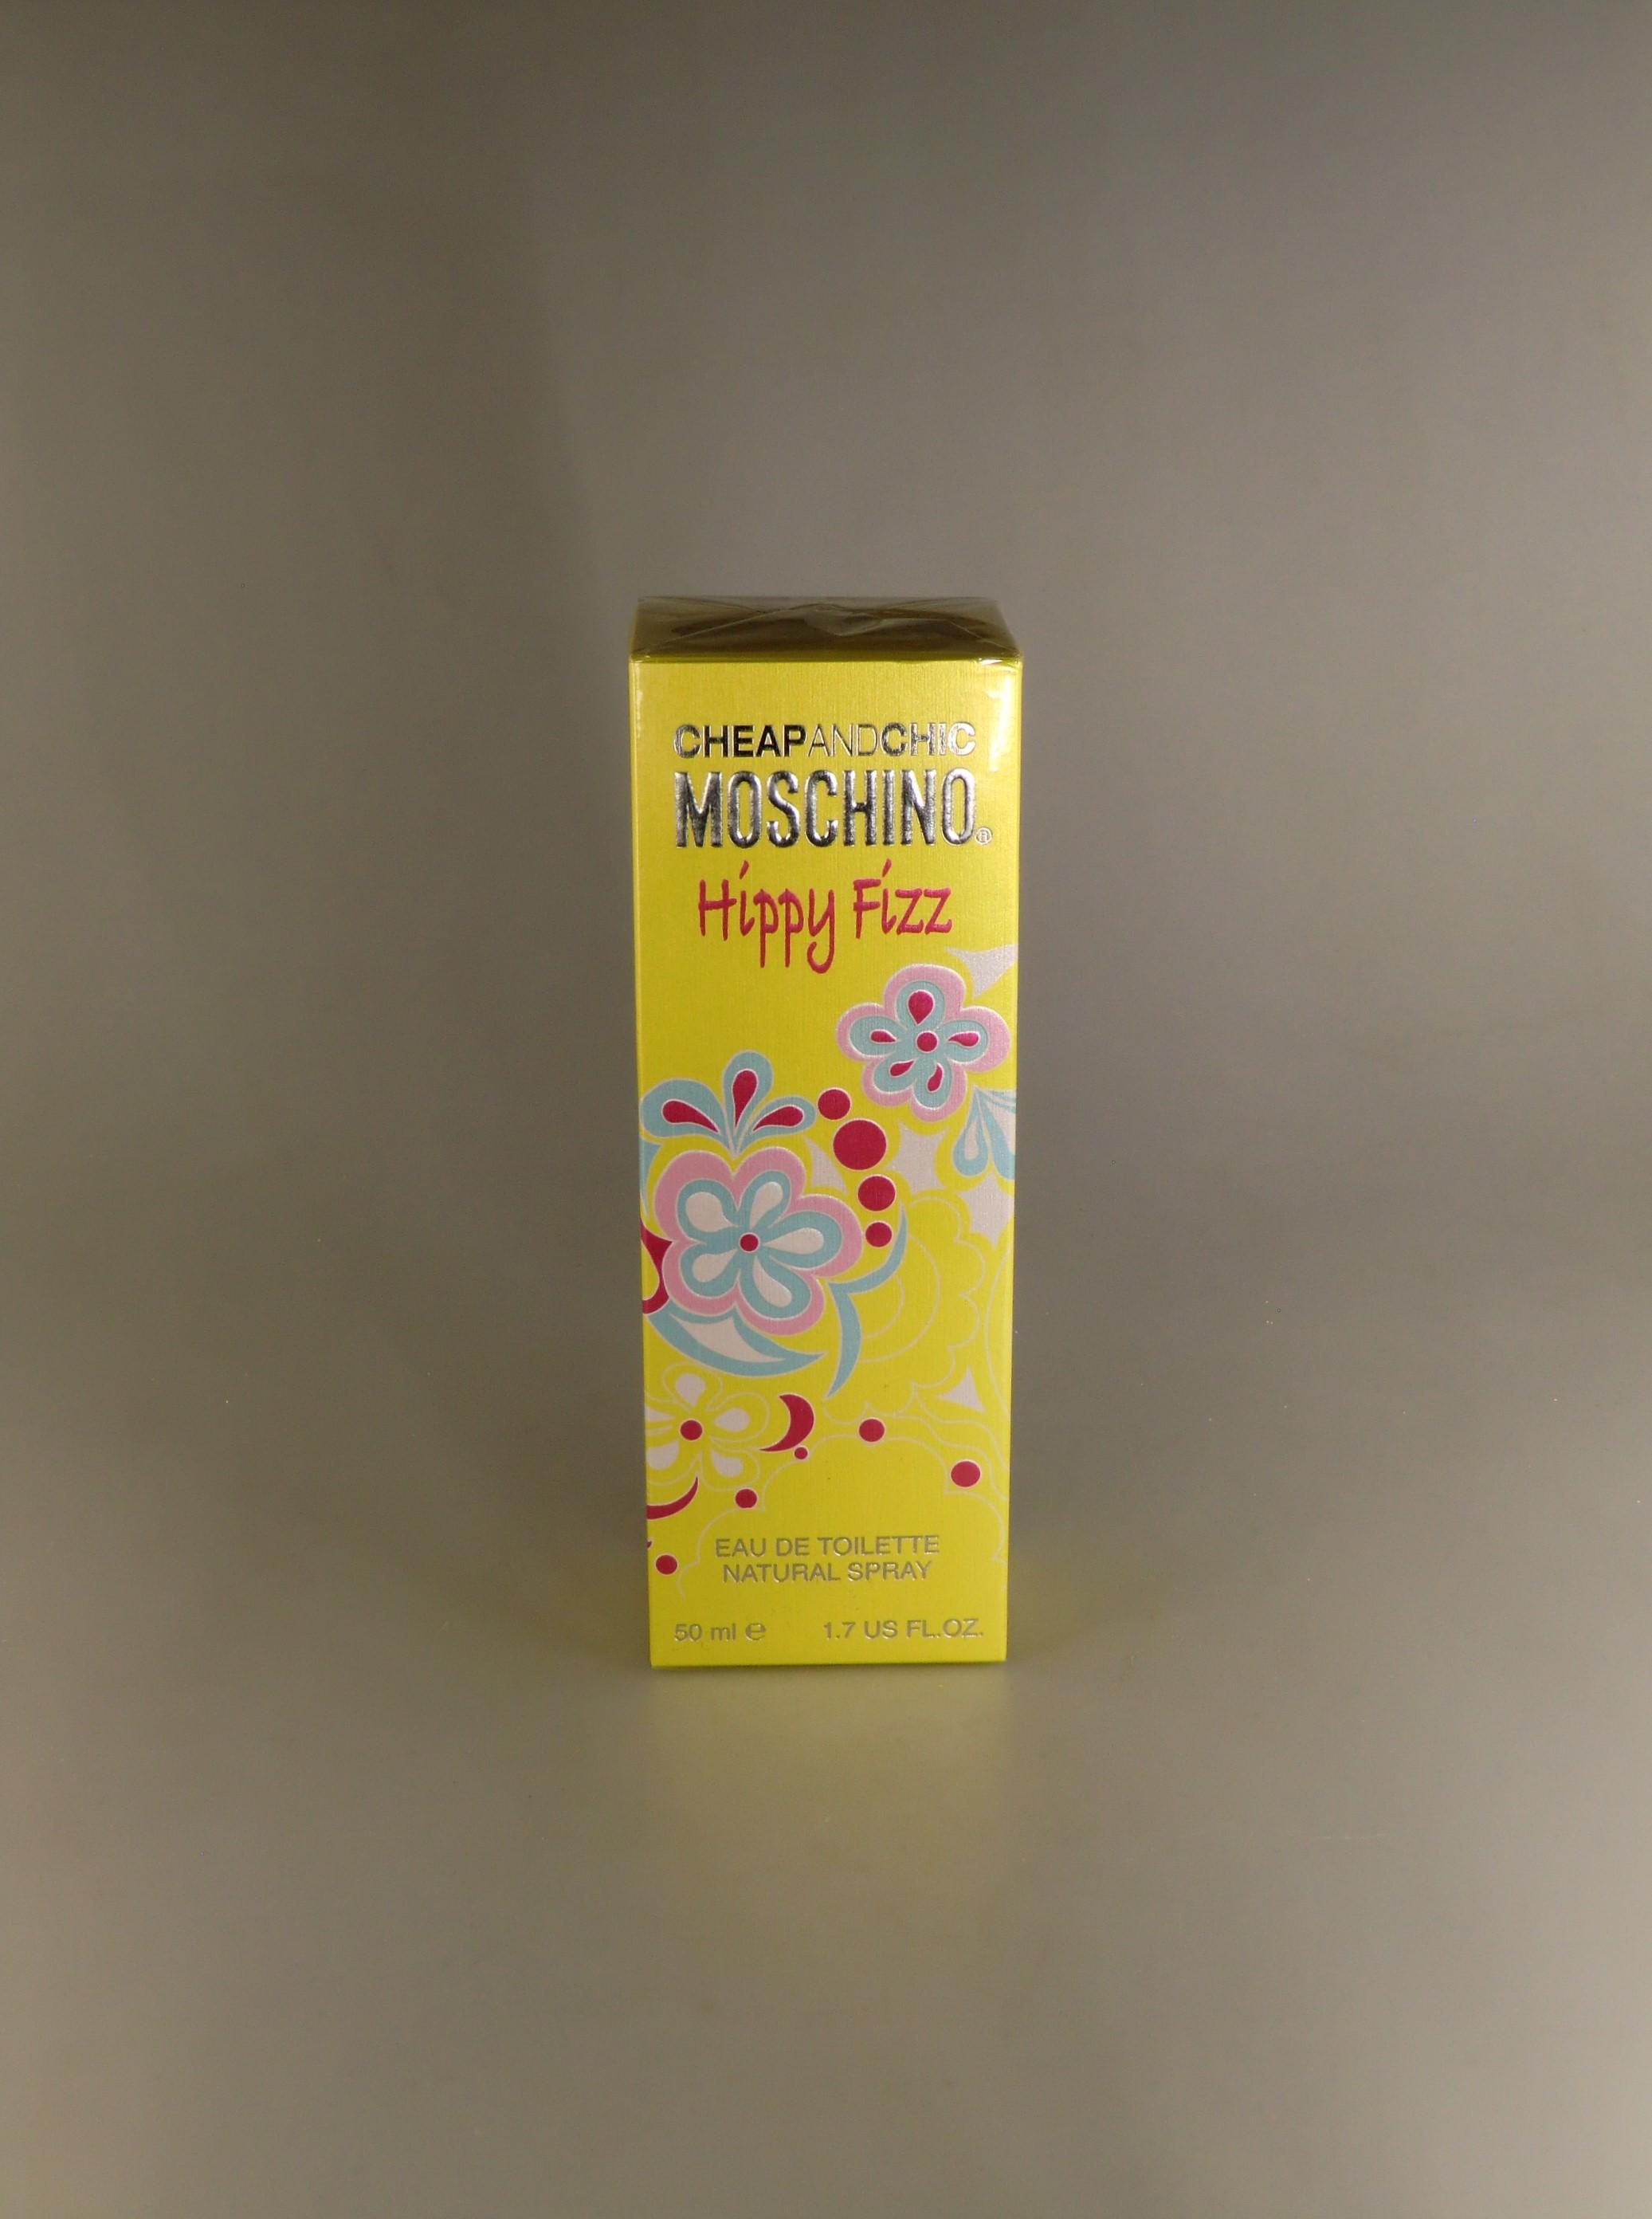 CHEAPANDCHIC
MOSCHINO®
Hippy Fizz
EAU DE TOILETTE
NATURAL SPRAY
50 ml ℮ 1.7 US FL.OZ.